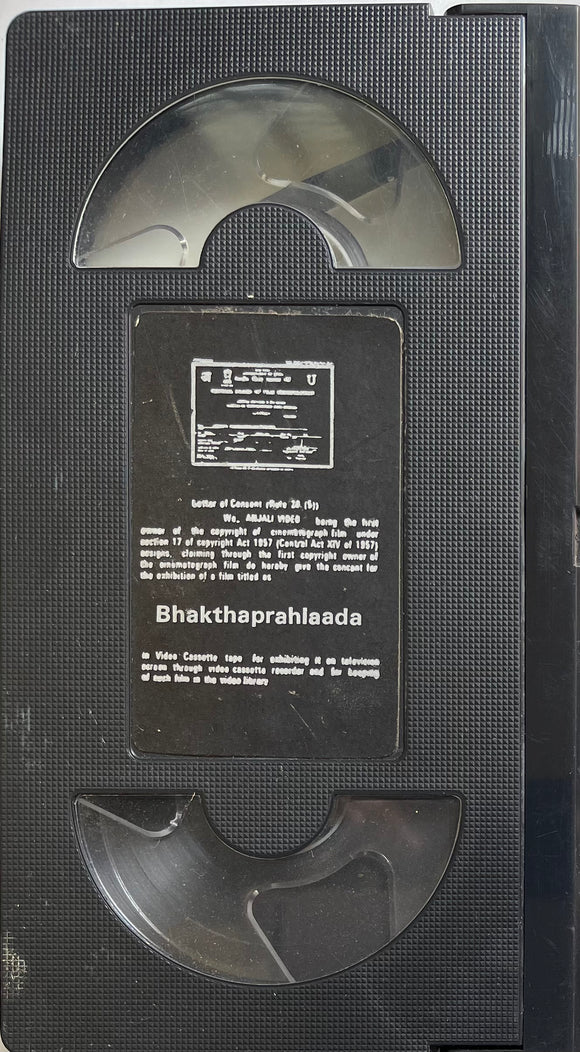 U
Letter of Consent (Rule 28 (5))
We, ANJALI VIDEO being the first
owner of the copyright of cinematograph film under
section 17 of copyright Act 1957 (Central Act XIV of 1957)
assigns, claiming through the first copyright owner of
the cinematograph film do hereby give the concant for
the exhibition of a film titled as
Bhakthaprahlaada
in Video Cassette tape for exhibiting it on television
screen through video cassette recorder and for keeping
of such film in the video library